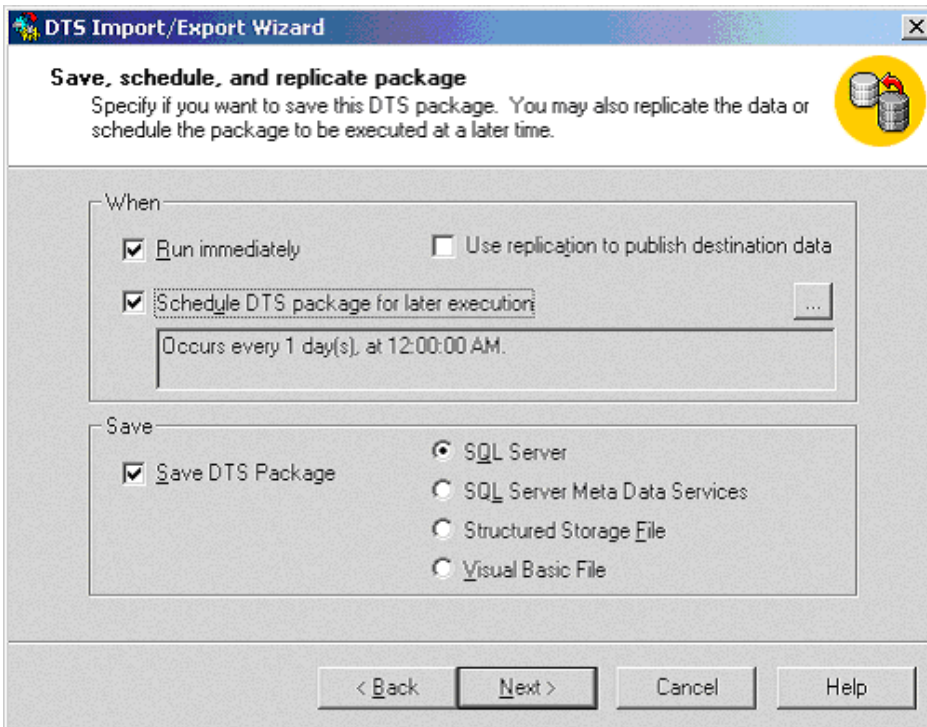 DTS Import/Export Wizard
Save, schedule, and replicate package
Specify if you want to save this DTS package. You may also replicate the data or
schedule the package to be executed at a later time.
When
Run immediately
Use replication to publish destination data
Schedule DTS package for later execution
...
Occurs every 1 day(s), at 12:00:00 AM.
Save
Save DTS Package
SQL Server
SQL Server Meta Data Services
Structured Storage File
Visual Basic File
< Back
Next >
Cancel
Help